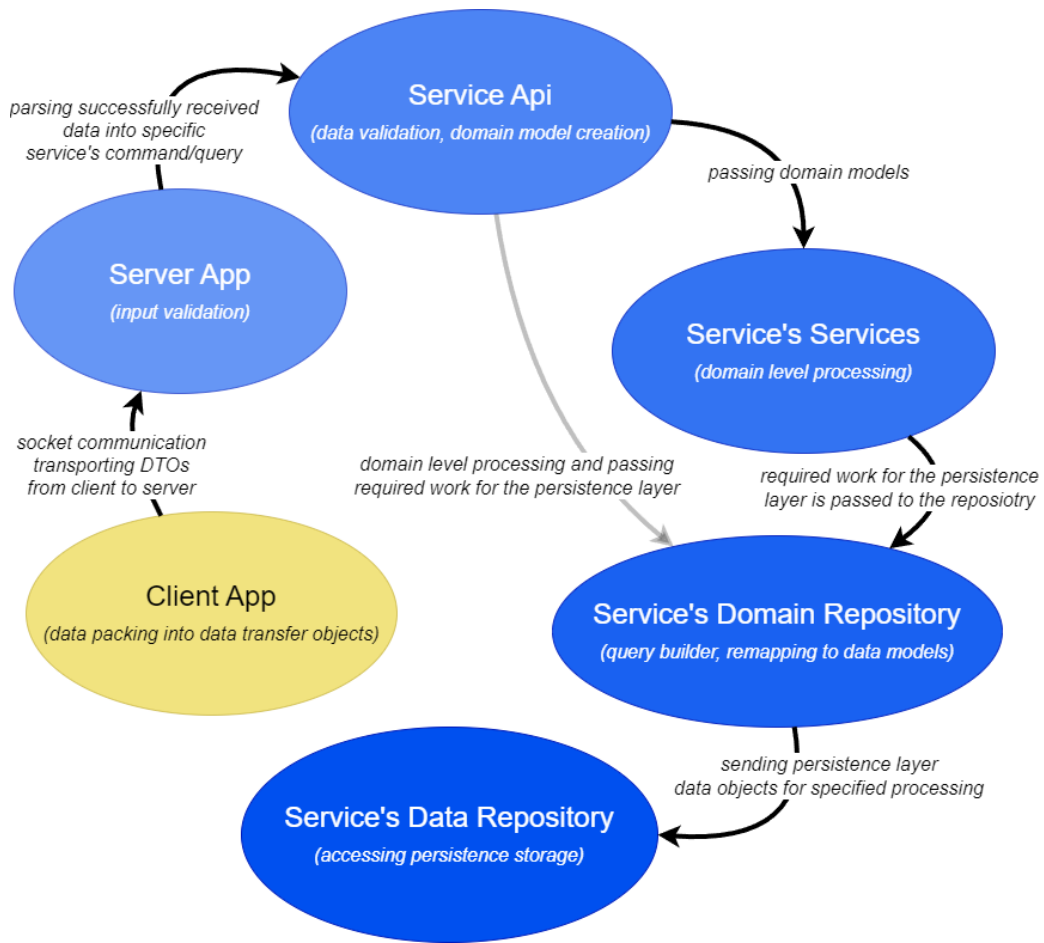 Service Api
(data validation, domain model creation)
parsing successfully received
data into specific
service's command/query
passing domain models
Server App
(input validation)
Service's Services
(domain level processing)
socket communication
transporting DTOs
from client to server
domain level processing and passing
required work for the persistence layer
required work for the persistence
layer is passed to the reposiotry
Client App
(data packing into data transfer objects)
Service's Domain Repository
(query builder, remapping to data models)
sending persistence layer
data objects for specified processing
Service's Data Repository
(accessing persistence storage)